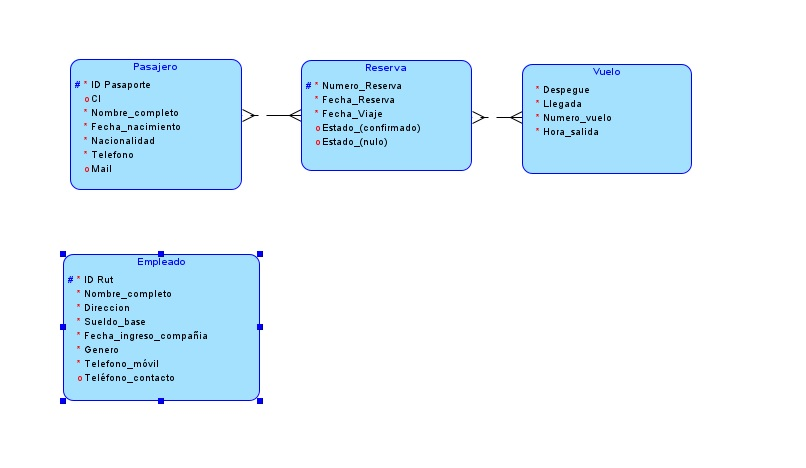 Pasajero
# * ID Pasaporte
o CI
* Nombre_completo
* Fecha_nacimiento
* Nacionalidad
* Telefono
o Mail
Reserva
# * Numero_Reserva
* Fecha_Reserva
* Fecha_Viaje
o Estado_(confirmado)
o Estado_(nulo)
Vuelo
* Despegue
* Llegada
* Numero_vuelo
* Hora_salida
Empleado
# * ID Rut
* Nombre_completo
* Direccion
* Sueldo_base
* Fecha_ingreso_compañia
* Genero
* Telefono_móvil
o Teléfono_contacto